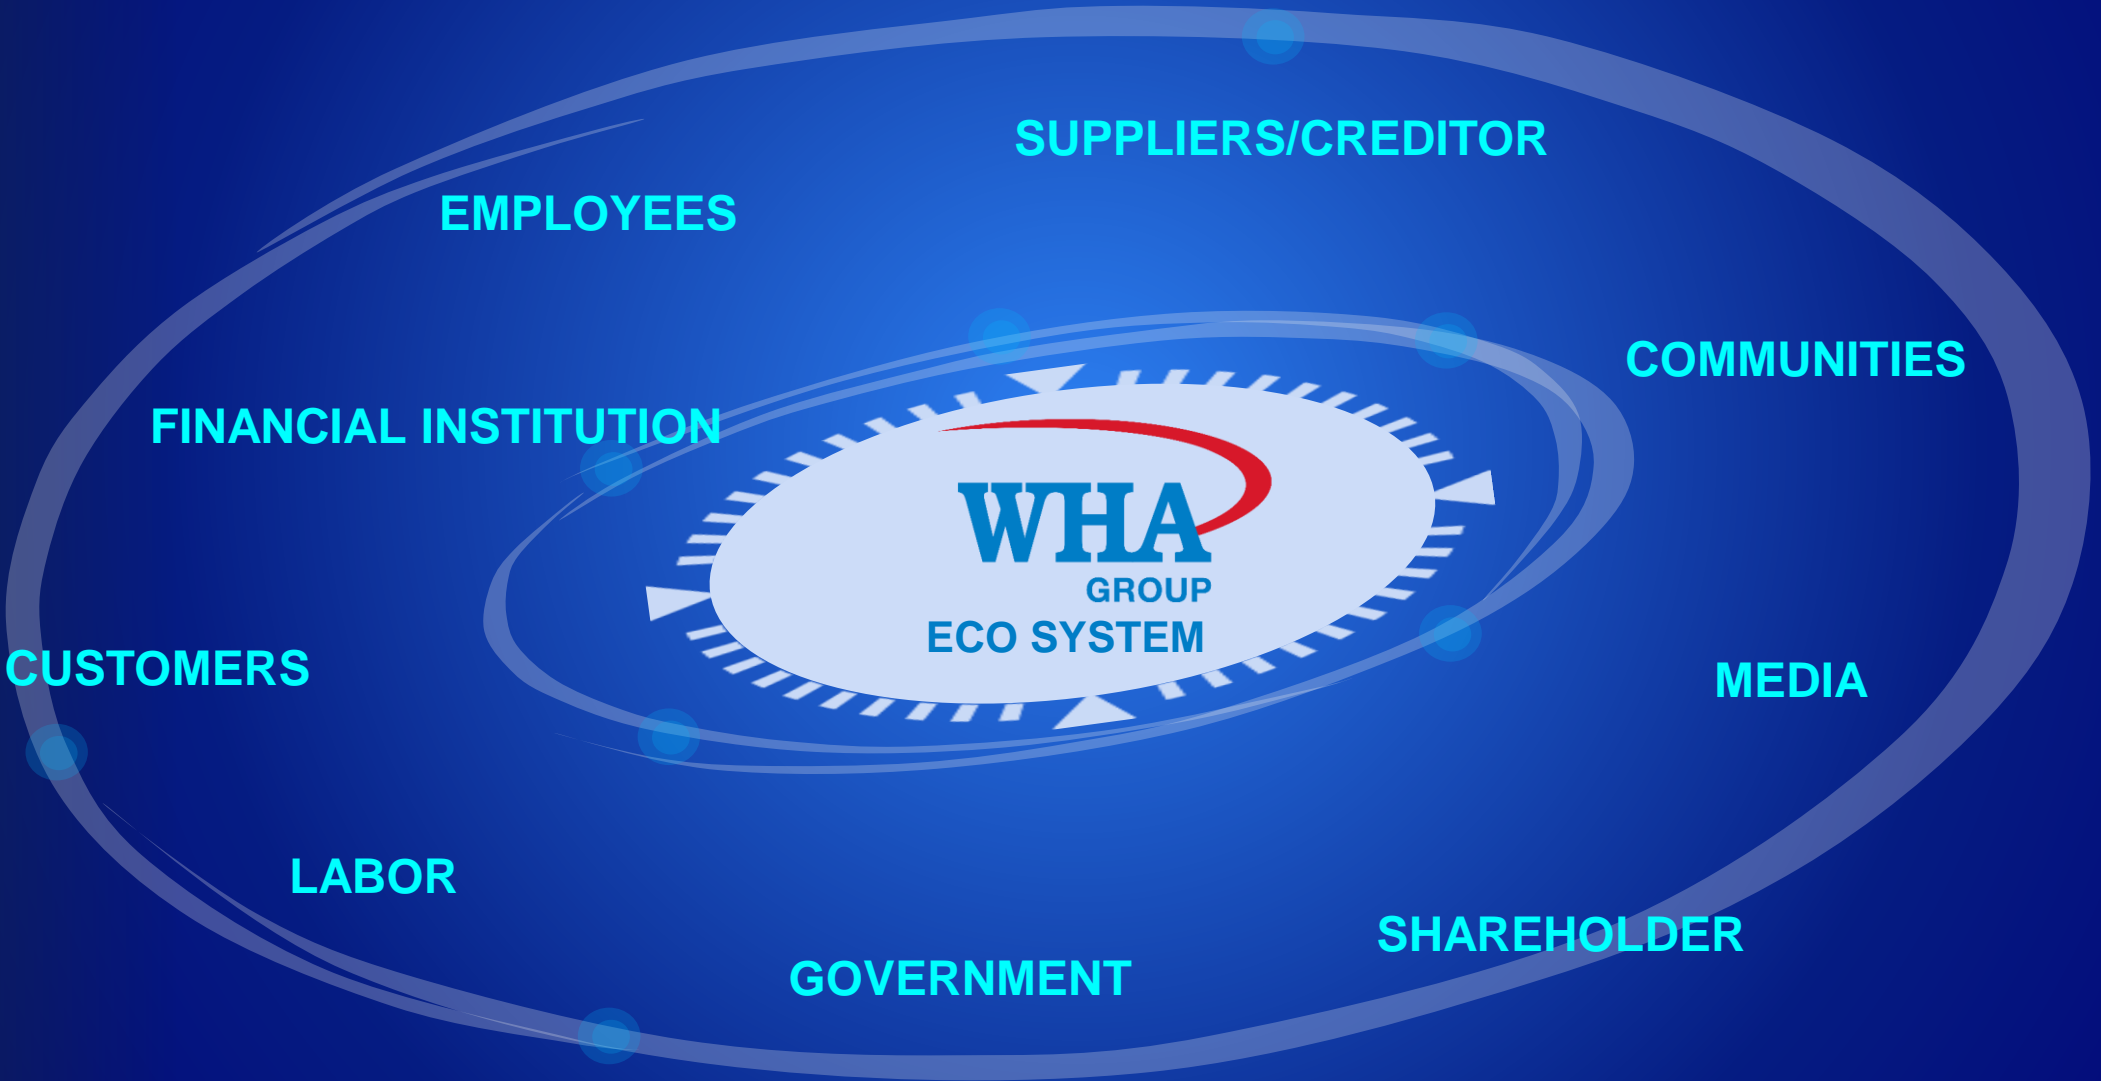 SUPPLIERS/CREDITOR
EMPLOYEES
COMMUNITIES
FINANCIAL INSTITUTION
WHA
GROUP
ECO SYSTEM
CUSTOMERS
MEDIA
LABOR
SHAREHOLDER
GOVERNMENT